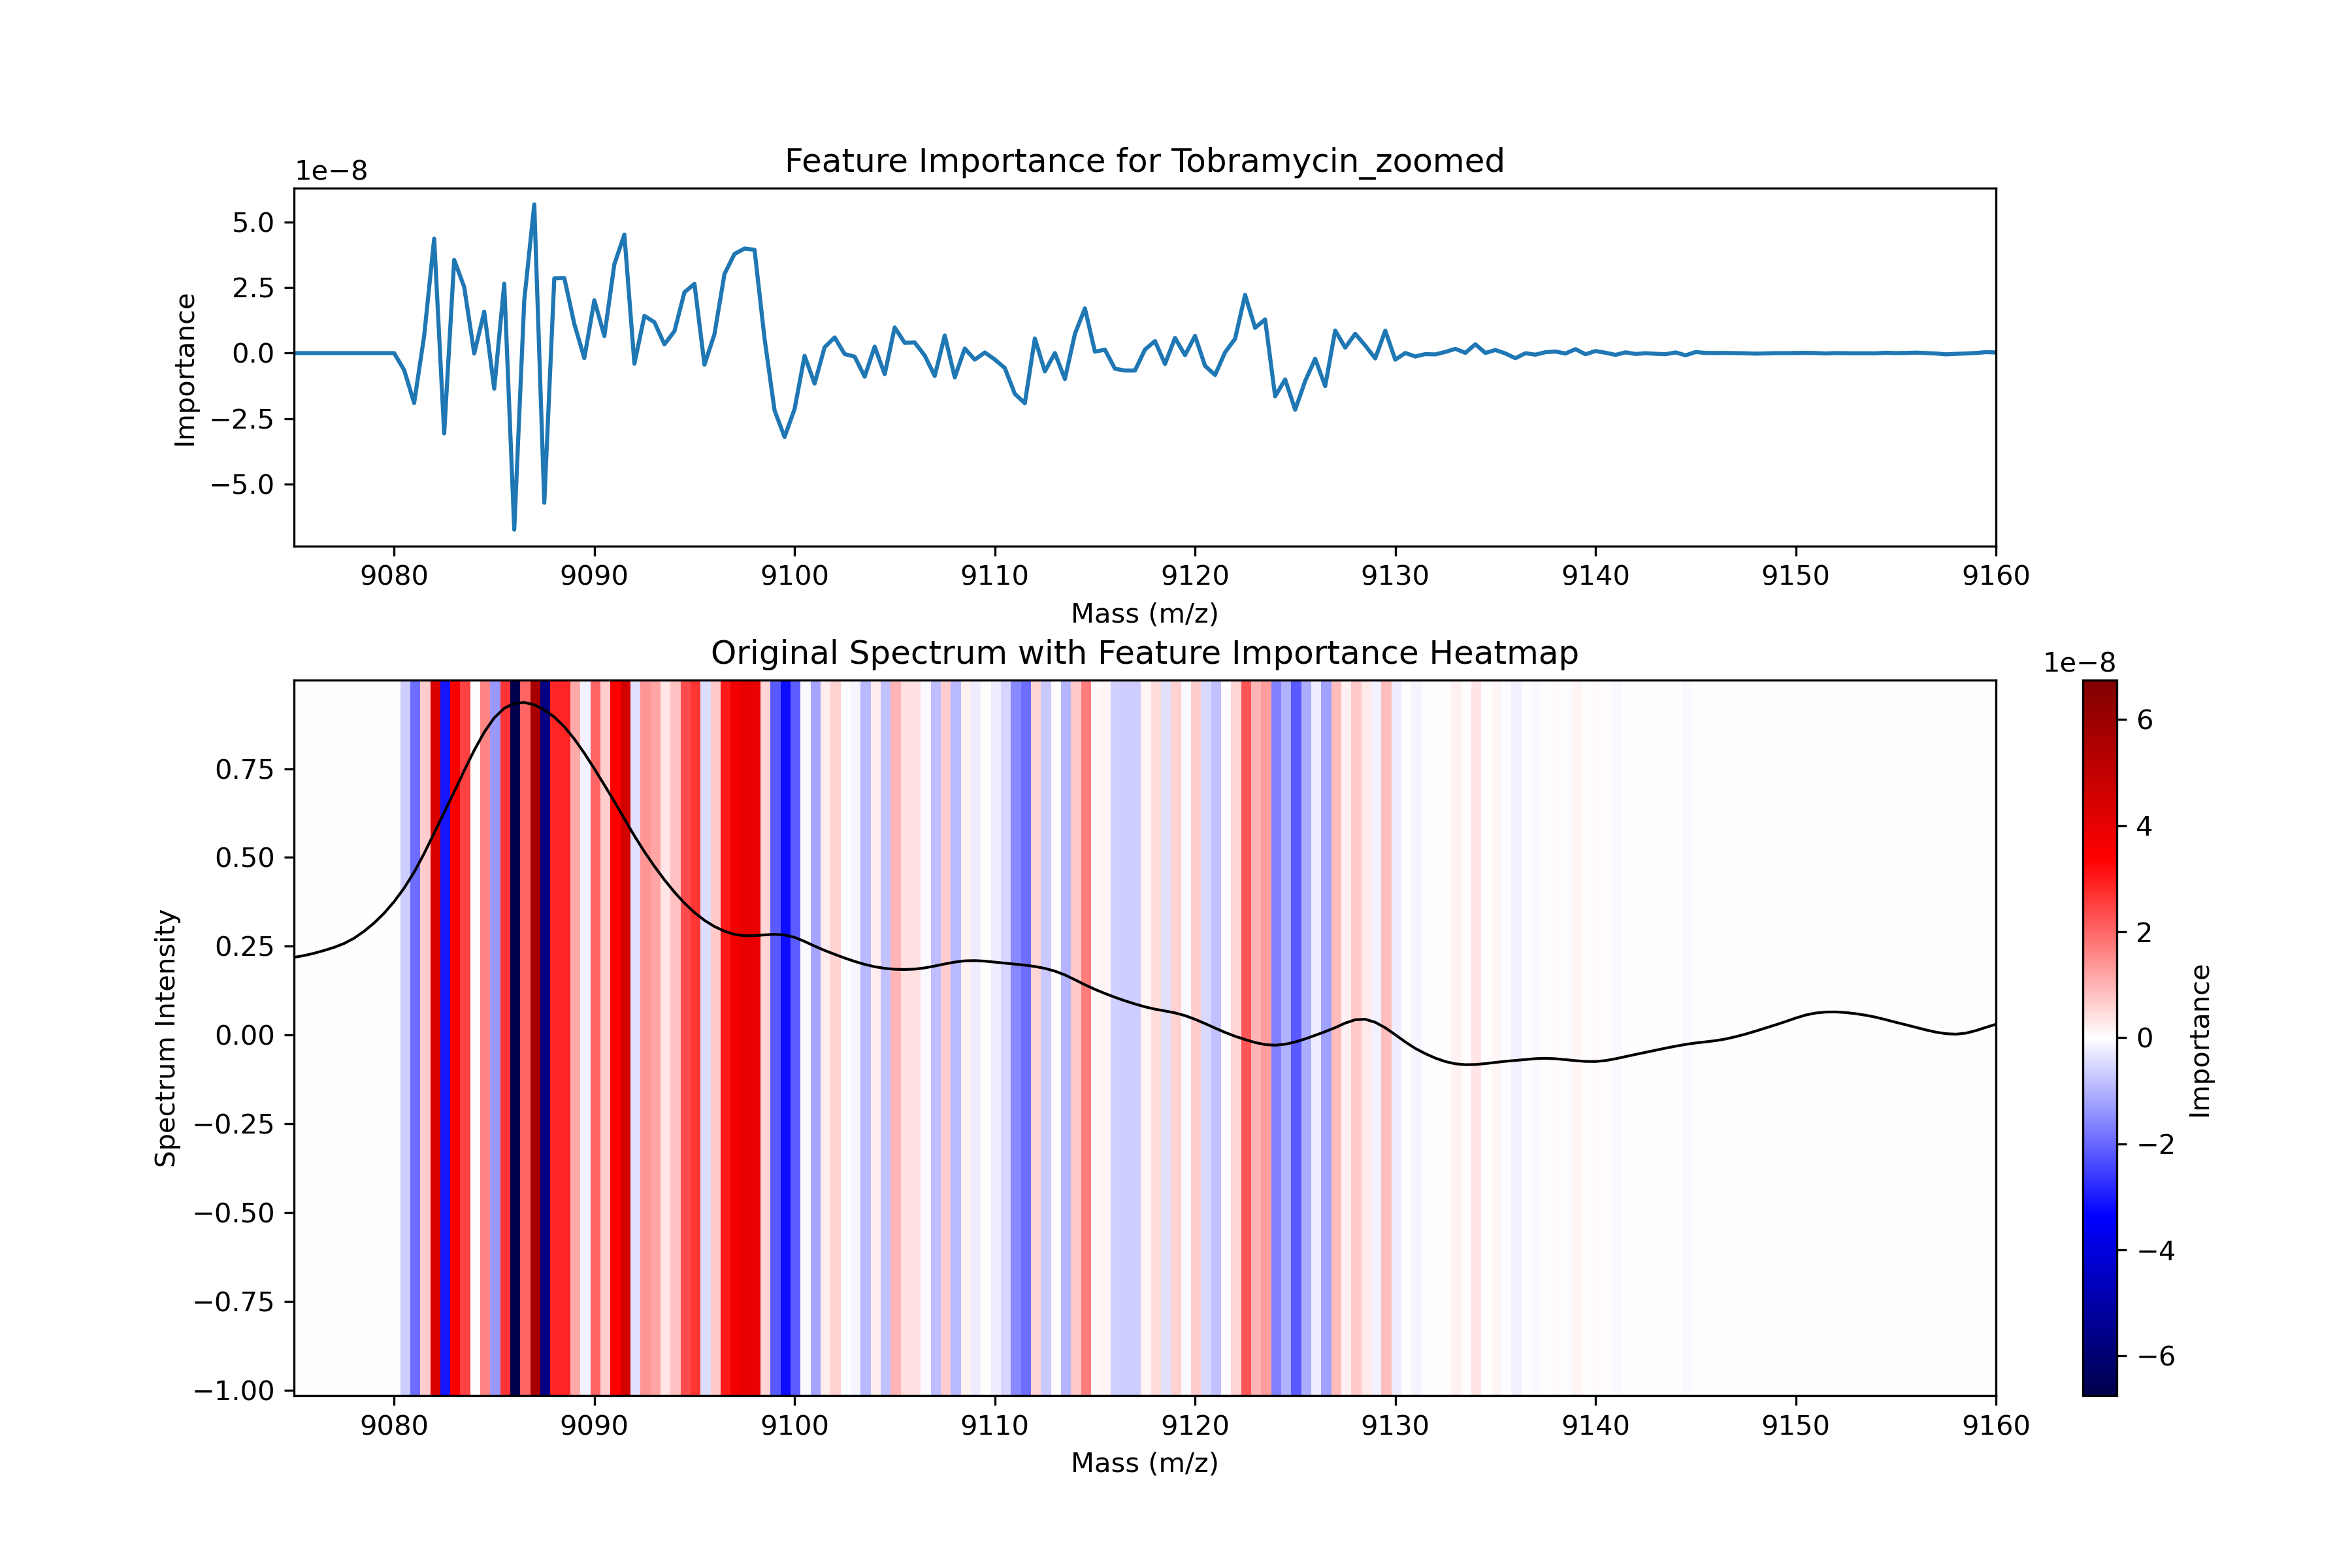 Feature Importance for Tobramycin_zoomed
1e−8
5.0
2.5
0.0
−2.5
−5.0
Importance
9080 9090 9100 9110 9120 9130 9140 9150 9160
Mass (m/z)
Original Spectrum with Feature Importance Heatmap
1e−8
0.75
0.50
0.25
0.00
−0.25
−0.50
−0.75
−1.00
Spectrum Intensity
9080 9090 9100 9110 9120 9130 9140 9150 9160
Mass (m/z)
6
4
2
0
−2
−4
−6
Importance